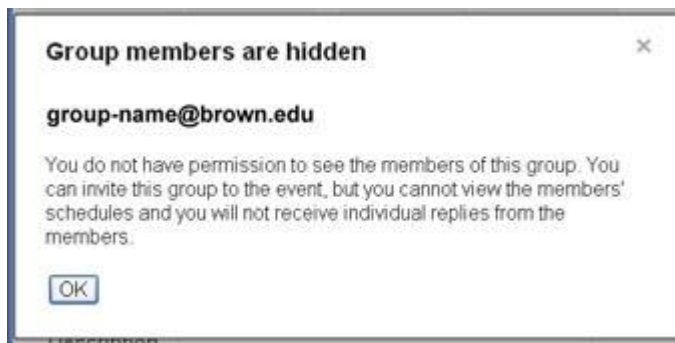 Group members are hidden
×
group-name@brown.edu
You do not have permission to see the members of this group. You
can invite this group to the event, but you cannot view the members'
schedules and you will not receive individual replies from the
members.
OK
Description